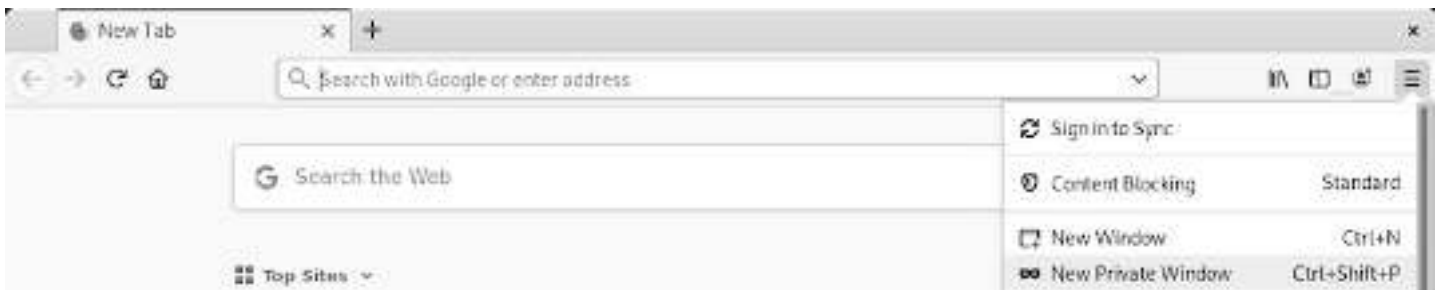 New Tab
Search with Google or enter address
Sign in to Sync
Search the Web
Content Blocking Standard
New Window Ctrl+N
Top Sites
New Private Window Ctrl+Shift+P